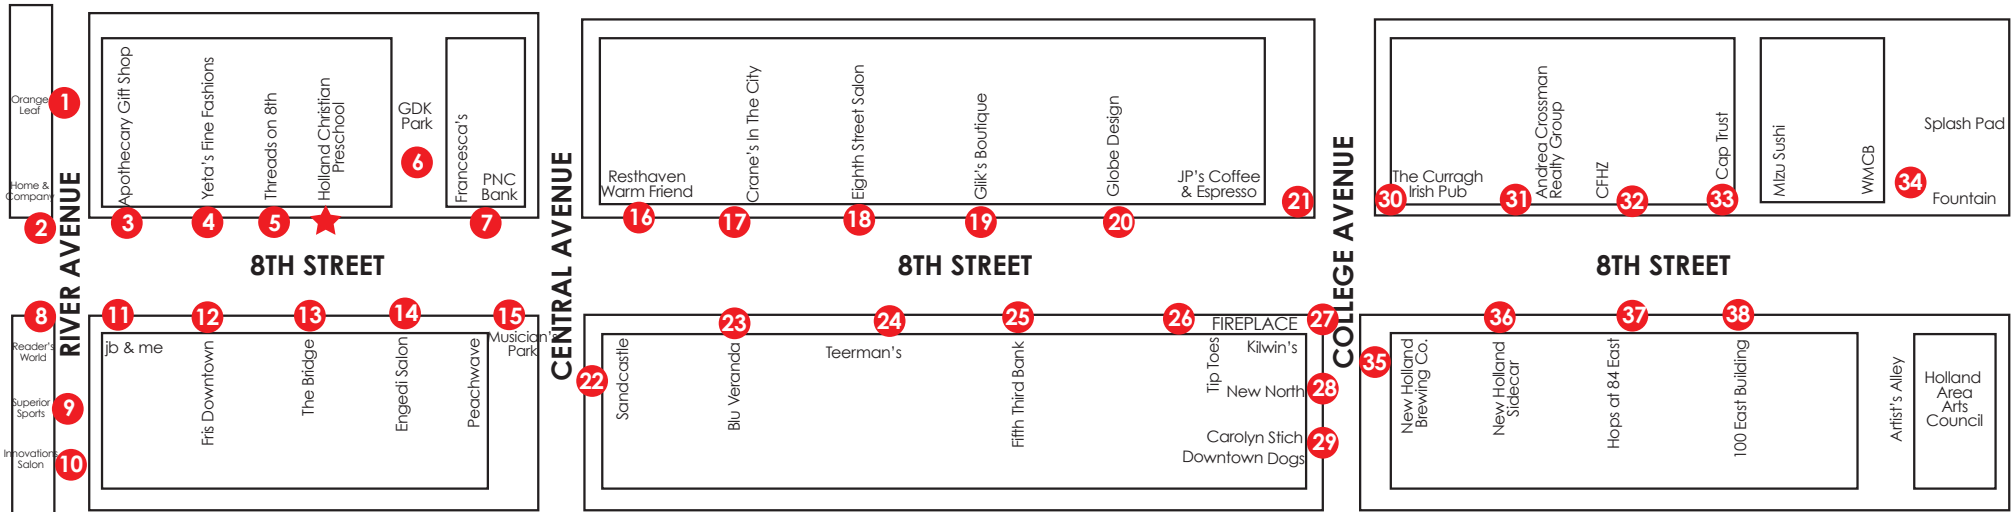 Orange
Leaf
1
Home &
Company
2
RIVER AVENUE
Apothecary Gift Shop
3
Yeta's Fine Fashions
4
Threads on 8th
5
Holland Christian
Preschool
GDK
Park
6
Francesca's
PNC
Bank
7
8TH STREET
8
Reader's
World
Superior
Sports
9
Innovations
Salon
10
11
jb & me
12
Fris Downtown
13
The Bridge
14
Engedi Salon
Peachwave
15
Musician's
Park
CENTRAL AVENUE
Resthaven
Warm Friend
16
Crane's In The City
17
Eighth Street Salon
18
Glik's Boutique
19
Globe Design
20
JP's Coffee
& Espresso
21
8TH STREET
22
Sandcastle
23
Blu Veranda
24
Teerman's
25
Fifth Third Bank
26
Tip Toes
FIREPLACE
27
Kilwin's
New North
28
Carolyn Stich
29
Downtown Dogs
COLLEGE AVENUE
The Curragh
Irish Pub
30
31
Andrea Crossman
Realty Group
CFHZ
32
Cap Trust
33
MIzu Sushi
WMCB
34
Splash Pad
Fountain
8TH STREET
35
New Holland
Brewing Co.
36
New Holland
Sidecar
37
Hops at 84 East
38
100 East Building
Artist's Alley
Holland
Area
Arts
Council